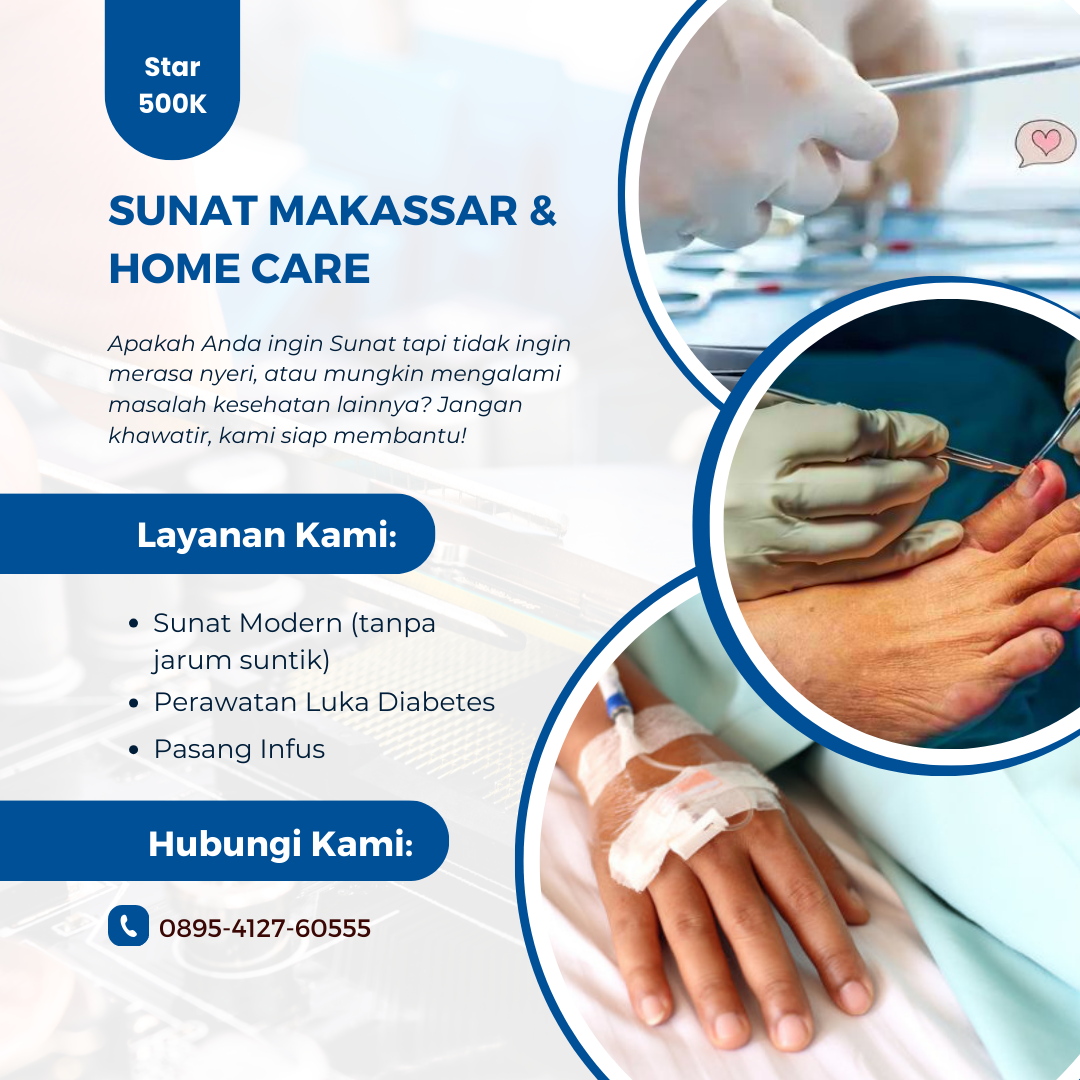 Star
500K
SUNAT MAKASSAR &
HOME CARE
Apakah Anda ingin Sunat tapi tidak ingin
merasa nyeri, atau mungkin mengalami
masalah kesehatan lainnya? Jangan
khawatir, kami siap membantu!
Layanan Kami:
• Sunat Modern (tanpa
jarum suntik)
• Perawatan Luka Diabetes
• Pasang Infus
Hubungi Kami:
0895-4127-60555